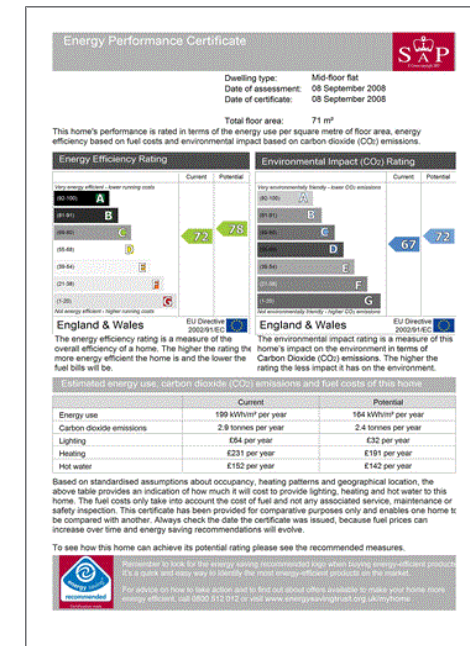 Energy Performance Certificate
SAP
Dwelling type: Mid-floor flat
Date of assessment: 08 September 2008
Date of certificate: 08 September 2008
Total floor area: 71 m²
This home's performance is rated in terms of the energy use per square metre of floor area, energy
efficiency based on fuel costs and environmental impact based on carbon dioxide (CO₂) emissions.
Energy Efficiency Rating
Current Potential
Very energy efficient - lower running costs
(92-100) A
(81-91) B
(69-80) C
(55-68) D
(39-54) E
(21-38) F
(1-20) G
72 78
Not energy efficient - higher running costs
England & Wales
EU Directive
2002/91/EC
The energy efficiency rating is a measure of the
overall efficiency of a home. The higher the rating the
more energy efficient the home is and the lower the
fuel bills will be.
Environmental Impact (CO₂) Rating
Current Potential
Very environmentally friendly - lower CO₂ emissions
(92-100) A
(81-91) B
(69-80) C
(55-68) D
(39-54) E
(21-38) F
(1-20) G
67 72
Not environmentally friendly - higher CO₂ emissions
England & Wales
EU Directive
2002/91/EC
The environmental impact rating is a measure of this
home's impact on the environment in terms of
Carbon Dioxide (CO₂) emissions. The higher the
rating the less impact it has on the environment.
Estimated energy use, carbon dioxide (CO₂) emissions and fuel costs of this home
Current Potential
Energy use 199 kWh/m² per year 164 kWh/m² per year
Carbon dioxide emissions 2.9 tonnes per year 2.4 tonnes per year
Lighting £64 per year £32 per year
Heating £231 per year £191 per year
Hot water £152 per year £142 per year
Based on standardised assumptions about occupancy, heating patterns and geographical location, the
above table provides an indication of how much it will cost to provide lighting, heating and hot water to this
home. The fuel costs only take into account the cost of fuel and not any associated service, maintenance or
safety inspection. This certificate has been provided for comparative purposes only and enables one home to
be compared with another. Always check the date the certificate was issued, because fuel prices can
increase over time and energy saving recommendations will evolve.
To see how this home can achieve its potential rating please see the recommended measures.
energy saving
recommended
Certification mark
Remember to look for the energy saving recommended logo when buying energy-efficient products.
It's a quick and easy way to identify the most energy-efficient products on the market.
For advice on how to take action and to find out about offers available to make your home more
energy efficient, call 0800 512 012 or visit www.energysavingtrust.org.uk/myhome